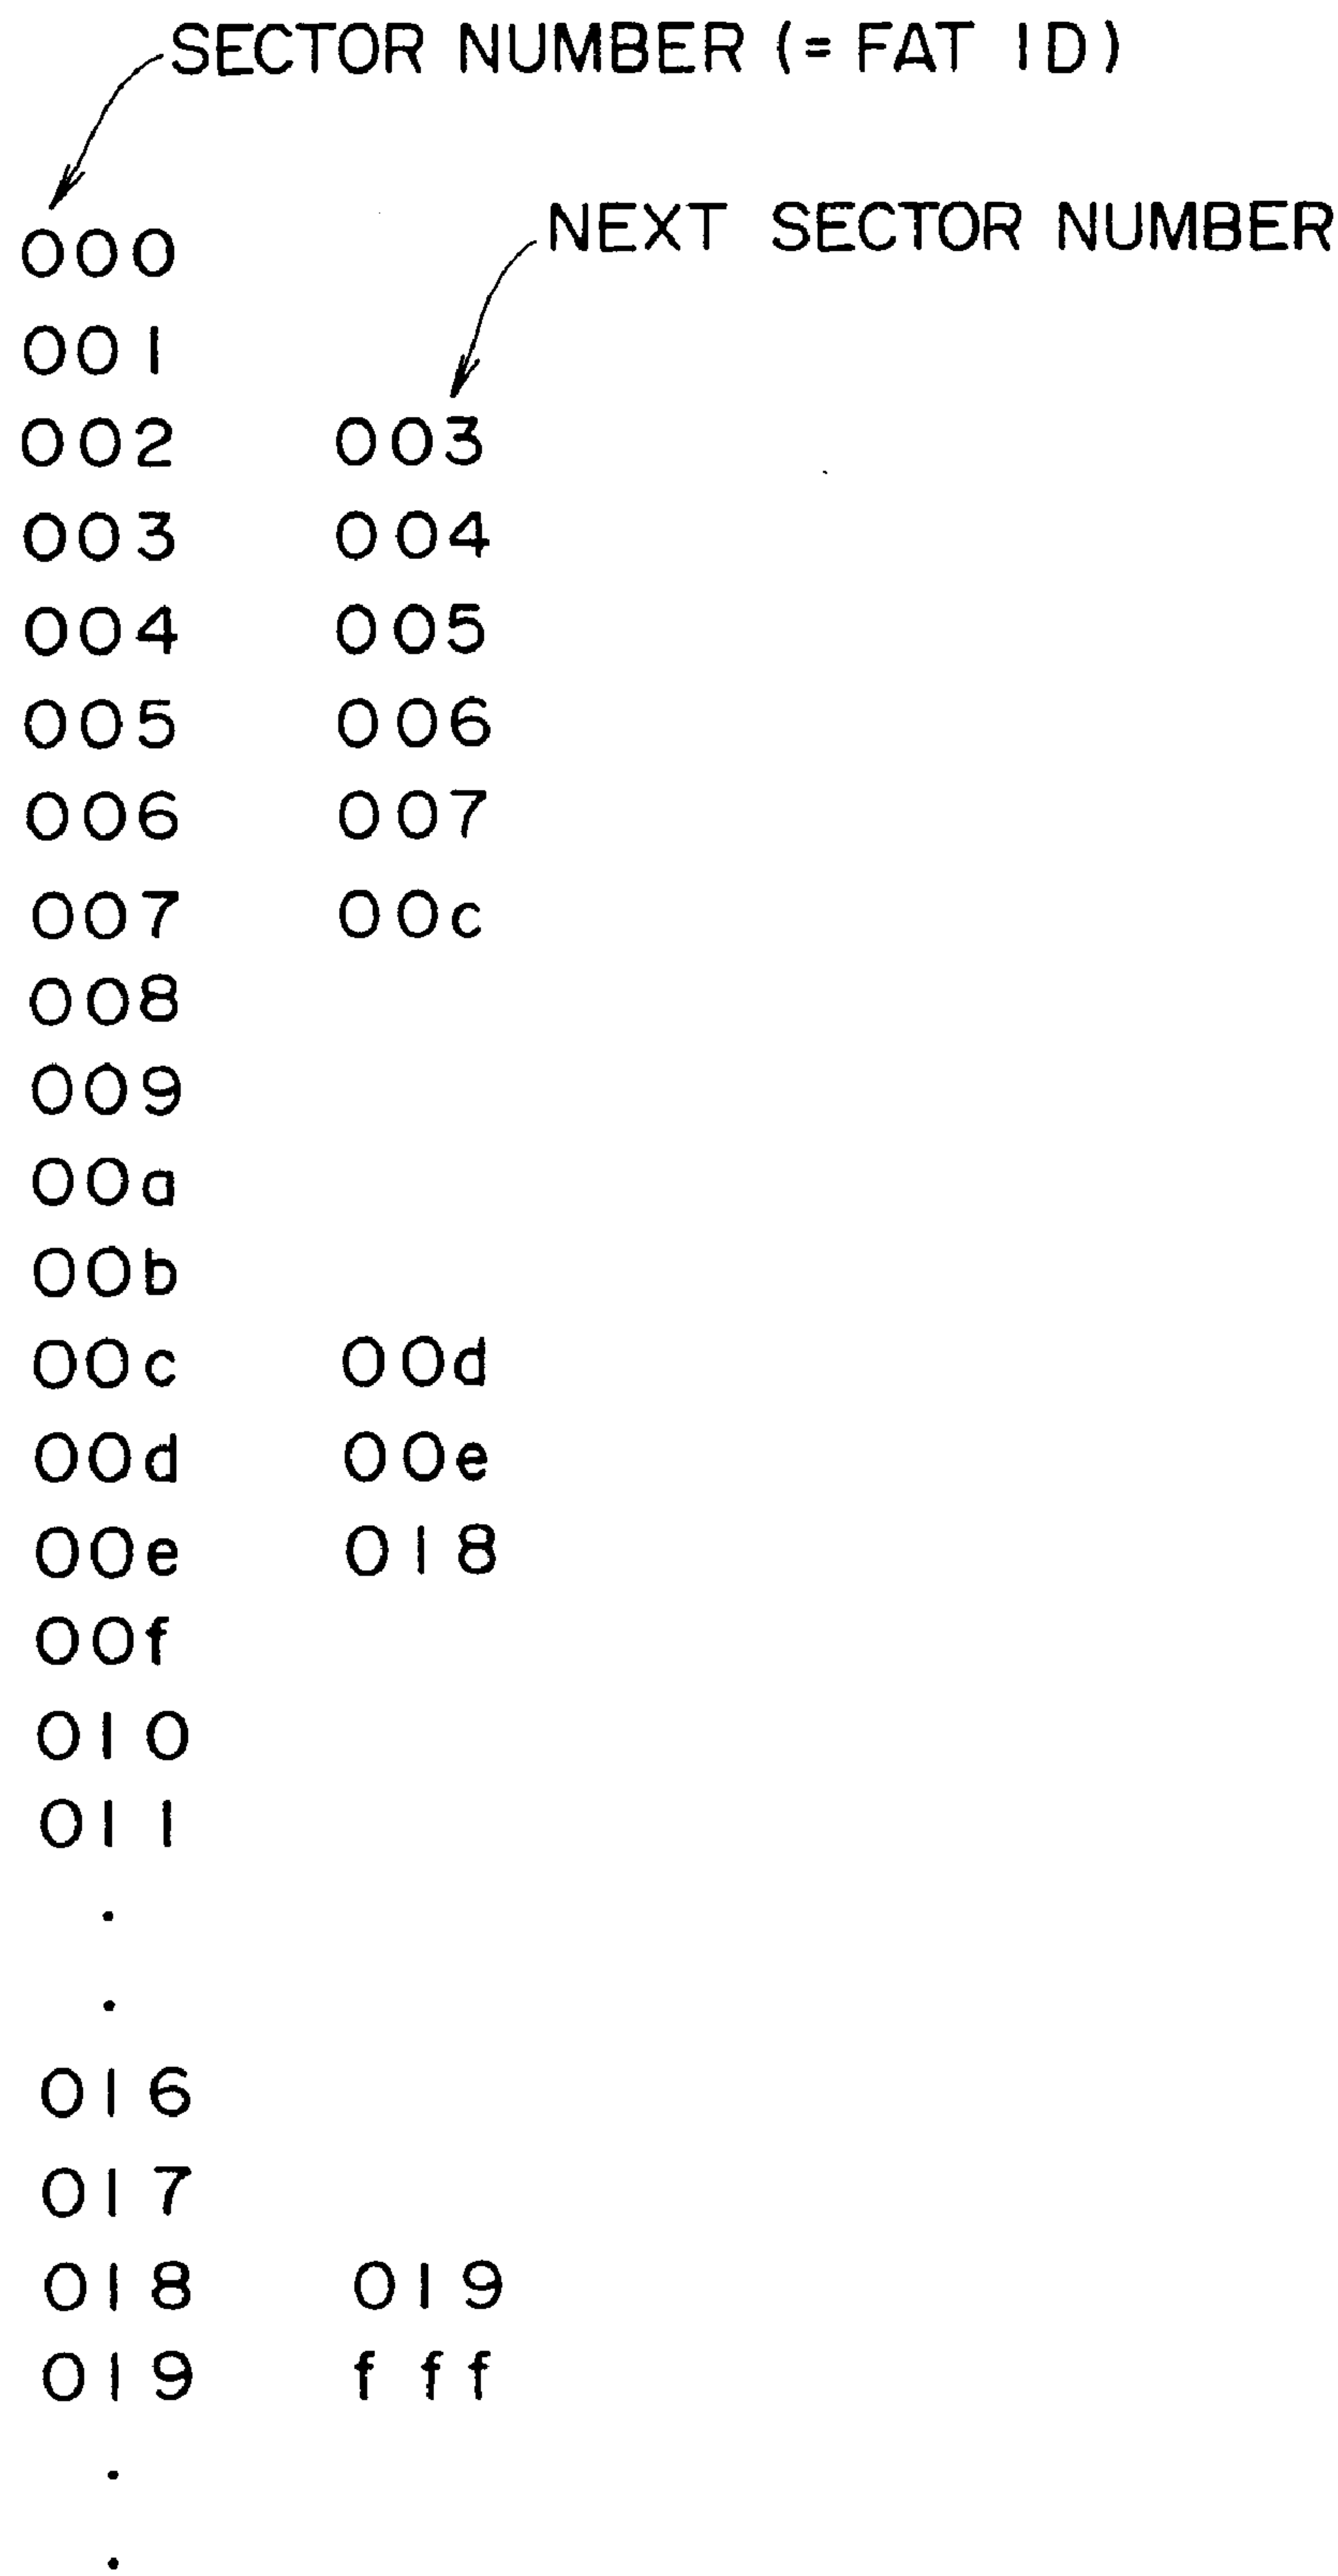 SECTOR NUMBER (= FAT ID)
NEXT SECTOR NUMBER
000
001
002 003
003 004
004 005
005 006
006 007
007 00c
008
009
00a
00b
00c 00d
00d 00e
00e 018
00f
010
011
.
.
016
017
018 019
019 fff
.
.